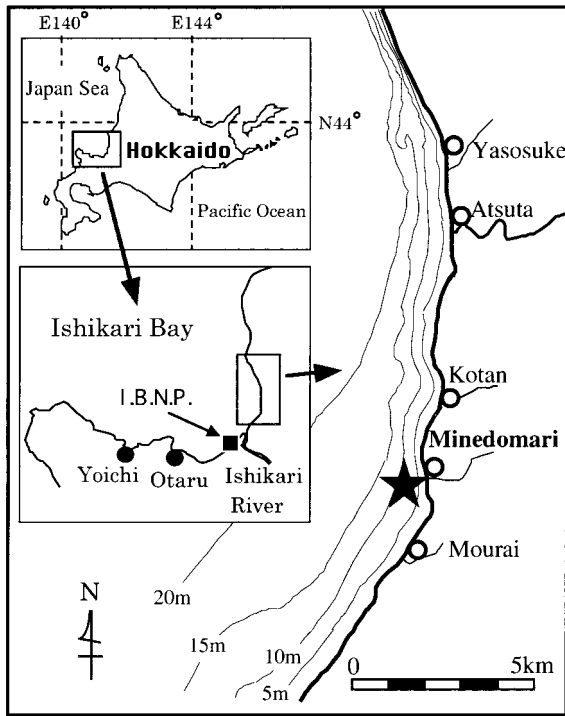 E140°
E144°
Japan Sea
N44°
Hokkaido
Pacific Ocean
Ishikari Bay
I.B.N.P.
Yoichi
Otaru
Ishikari
River
Yasosuke
Atsuta
Kotan
Minedomari
Mourai
N
20m
15m
10m
5m
0
5km